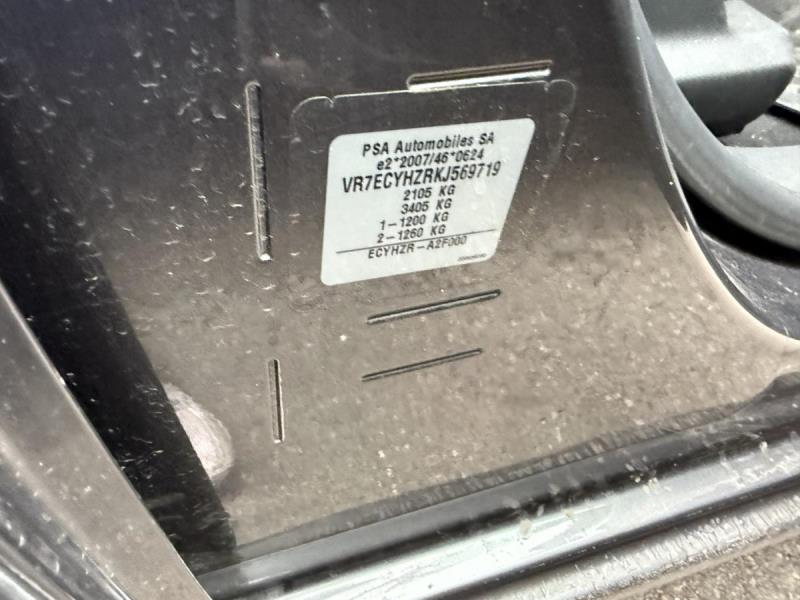 PSA Automobiles SA
e2*2007/46*0624
VR7ECYHZRKJ569719
2105 KG
3405 KG
1-1200 KG
2-1260 KG
ECYHZR-A2F000